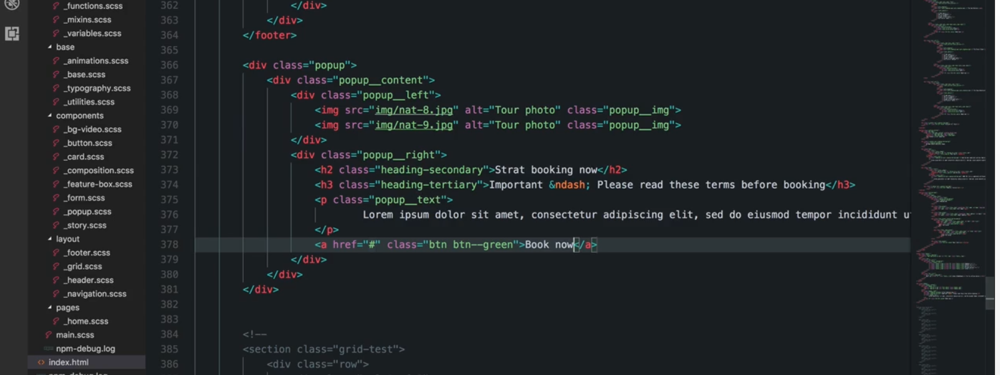 _functions.scss
_mixins.scss
_variables.scss
base
_animations.scss
_base.scss
_typography.scss
_utilities.scss
components
_bg-video.scss
_button.scss
_card.scss
_composition.scss
_feature-box.scss
_form.scss
_popup.scss
_story.scss
layout
_footer.scss
_grid.scss
_header.scss
_navigation.scss
pages
_home.scss
main.scss
npm-debug.log
<> index.html
npm-debug.log
362 </div>
363 </div>
364 </footer>
365
366 <div class="popup">
367 <div class="popup__content">
368 <div class="popup__left">
369 <img src="img/nat-8.jpg" alt="Tour photo" class="popup__img">
370 <img src="img/nat-9.jpg" alt="Tour photo" class="popup__img">
371 </div>
372 <div class="popup__right">
373 <h2 class="heading-secondary">Strat booking now</h2>
374 <h3 class="heading-tertiary">Important &ndash; Please read these terms before booking</h3>
375 <p class="popup__text">
376 Lorem ipsum dolor sit amet, consectetur adipiscing elit, sed do eiusmod tempor incididunt
377 </p>
378 <a href="#" class="btn btn--green">Book now</a>
379 </div>
380 </div>
381 </div>
382
383
384 <!--
385 <section class="grid-test">
386 <div class="row">